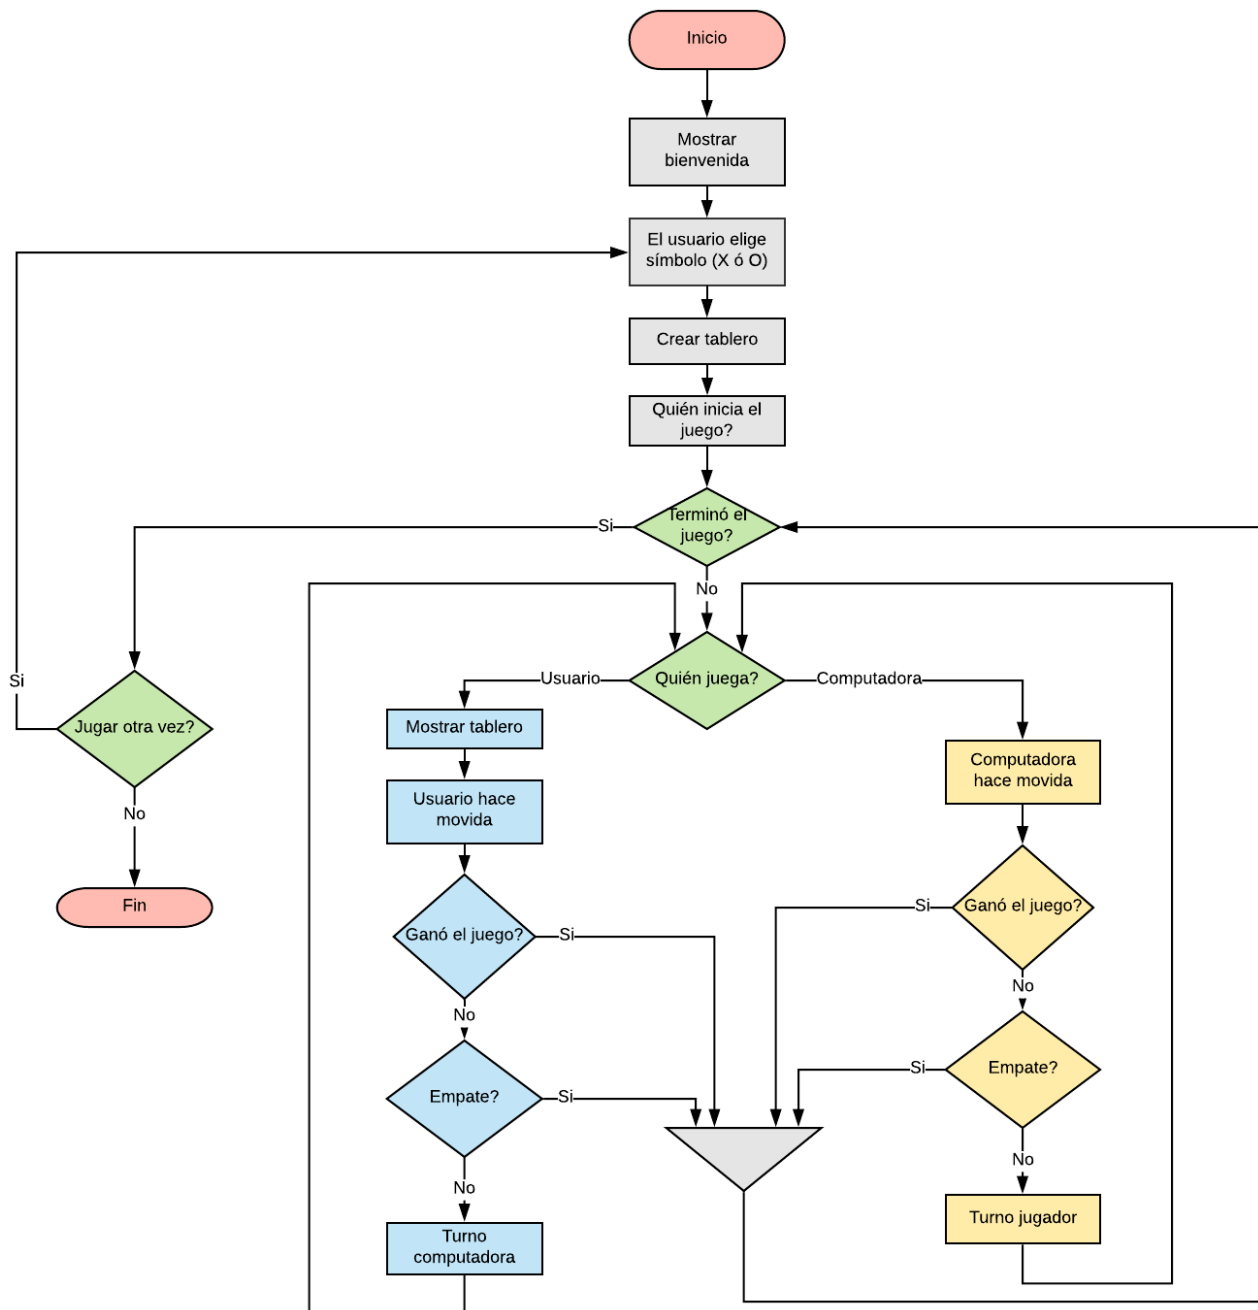 Inicio
Mostrar
bienvenida
El usuario elige
símbolo (X ó O)
Crear tablero
Quién inicia el
juego?
Terminó el
juego?
Si
No
Quién juega?
Usuario
Computadora
Si
Jugar otra vez?
No
Fin
Mostrar tablero
Usuario hace
movida
Ganó el juego?
Si
No
Empate?
Si
No
Turno
computadora
Computadora
hace movida
Ganó el juego?
Si
No
Empate?
Si
No
Turno jugador